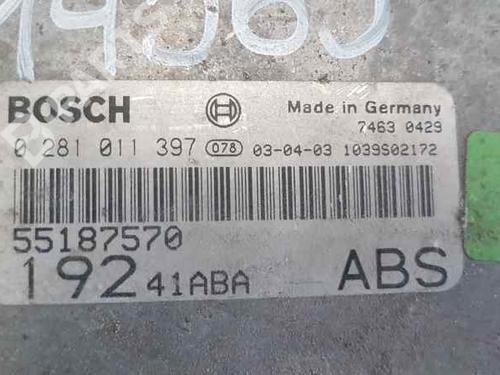 BOSCH
Made in Germany
7463 0429
0 281 011 397 078 03-04-03 1039S02172
55187570
192 41ABA ABS